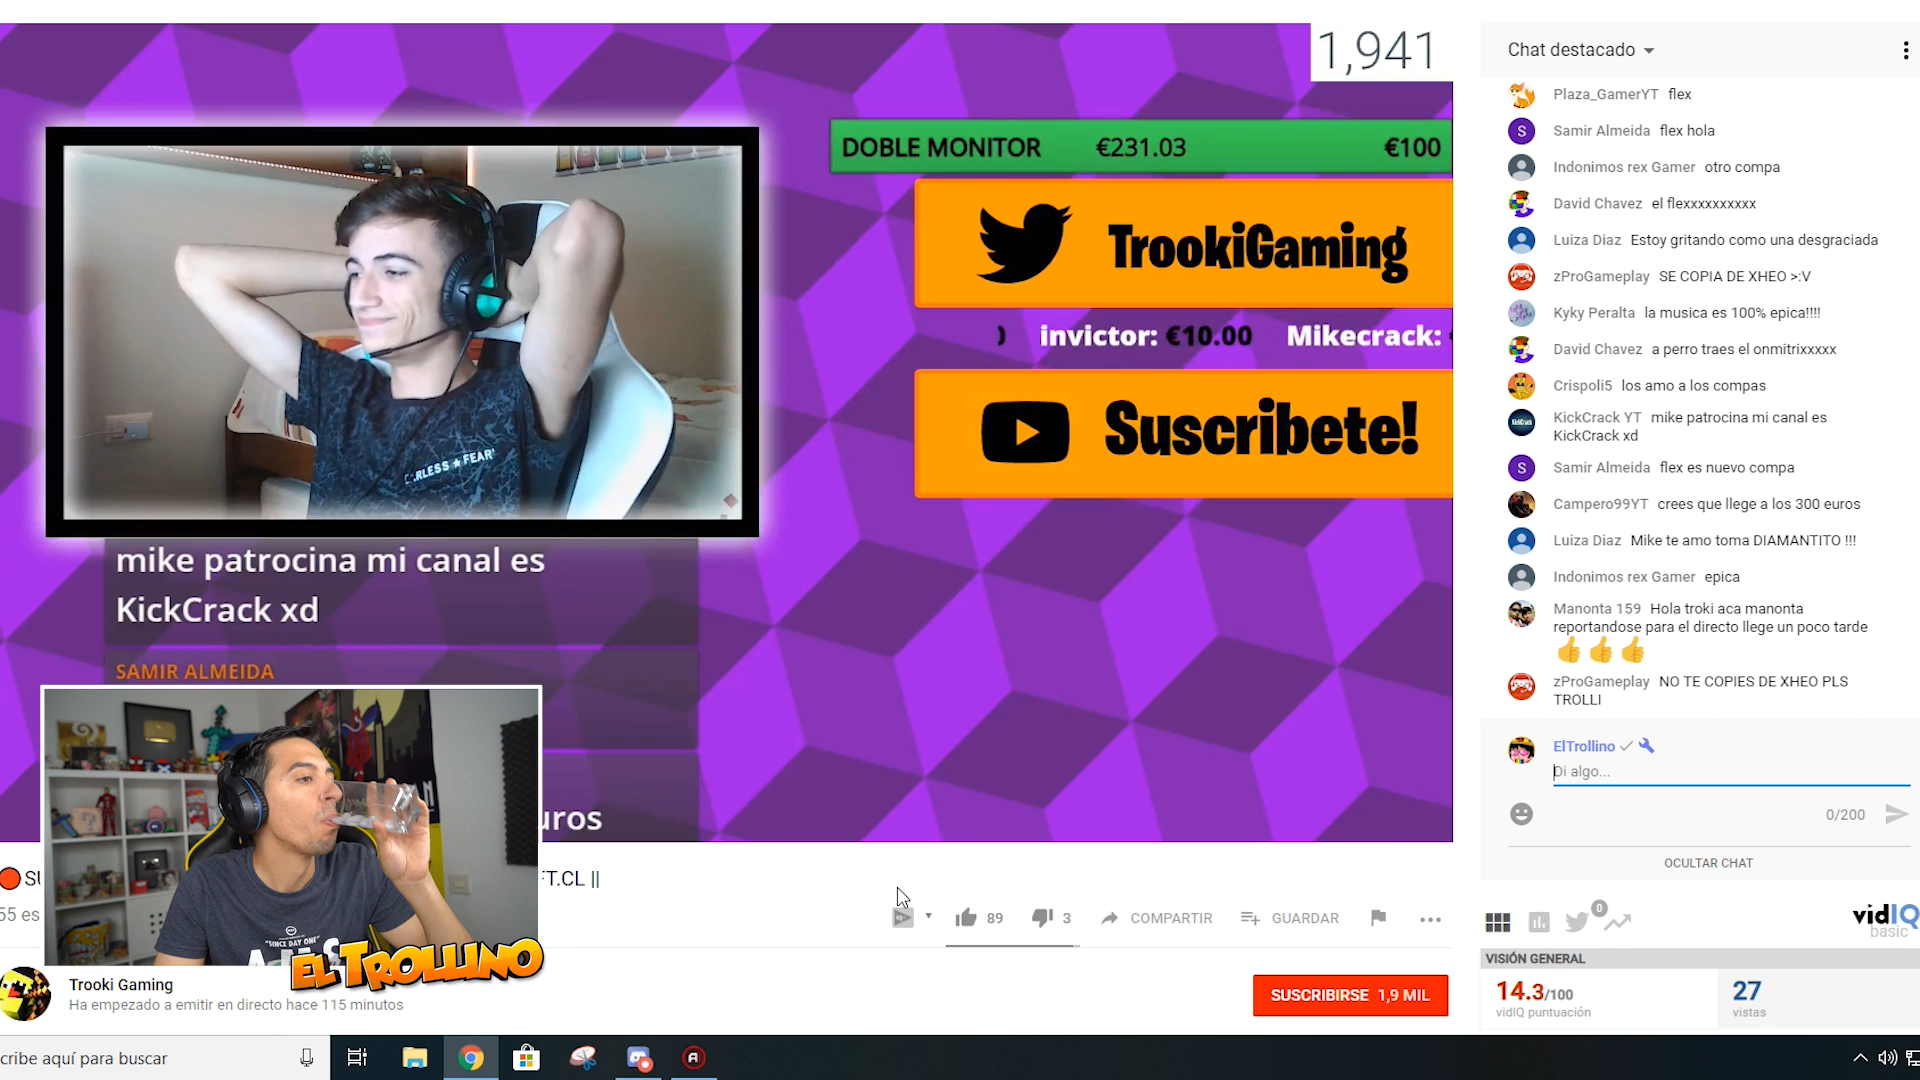 1,941
DOBLE MONITOR €231.03 €100
TrookiGaming
invictor: €10.00 Mikecrack:
Suscribete!
FEAR
mike patrocina mi canal es
KickCrack xd
SAMIR ALMEIDA
uros
"SINCE DAY ONE"
EL TROLLINO
FT.CL ||
55 es
89 3 COMPARTIR GUARDAR
Trooki Gaming
Ha empezado a emitir en directo hace 115 minutos
SUSCRIBIRSE 1,9 MIL
Chat destacado
Plaza_GamerYT flex
Samir Almeida flex hola
Indonimos rex Gamer otro compa
David Chavez el flexxxxxxxxxx
Luiza Diaz Estoy gritando como una desgraciada
zProGameplay SE COPIA DE XHEO >:V
Kyky Peralta la musica es 100% epica!!!!
David Chavez a perro traes el onmitrixxxxx
Crispoli5 los amo a los compas
KickCrack YT mike patrocina mi canal es
KickCrack xd
Samir Almeida flex es nuevo compa
Campero99YT crees que llege a los 300 euros
Luiza Diaz Mike te amo toma DIAMANTITO !!!
Indonimos rex Gamer epica
Manonta 159 Hola troki aca manonta
reportandose para el directo llege un poco tarde
👍👍👍
zProGameplay NO TE COPIES DE XHEO PLS
TROLLI
ElTrollino
Di algo...
0/200
OCULTAR CHAT
0
vidIQ
basic
VISIÓN GENERAL
14.3/100 27
vidIQ puntuación vistas
cribe aquí para buscar